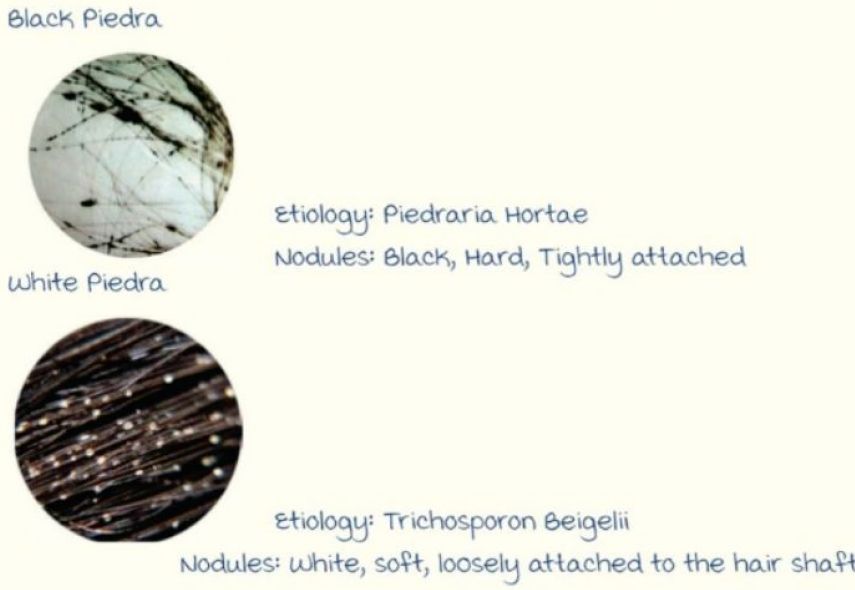 Black Piedra
Etiology: Piedraria Hortae
Nodules: Black, Hard, Tightly attached
White Piedra
Etiology: Trichosporon Beigelii
Nodules: White, soft, loosely attached to the hair shaft